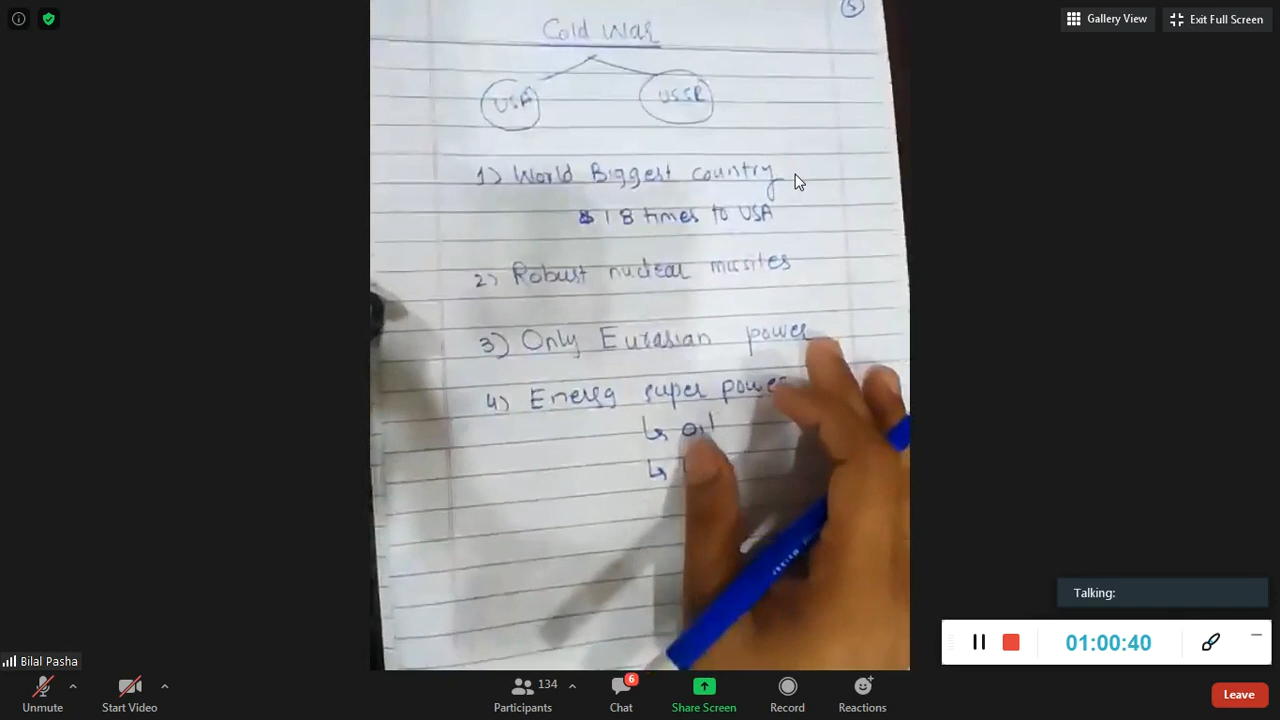 Gallery View
Exit Full Screen
5
Cold War
USA
USSR
1) World Biggest country
18 times to USA
2) Robust nuclear missiles
3) Only Eurasian power
4) Energy super power
↳ oil
↳
Talking:
01:00:40
Bilal Pasha
Unmute
Start Video
134
Participants
6
Chat
Share Screen
Record
Reactions
Leave